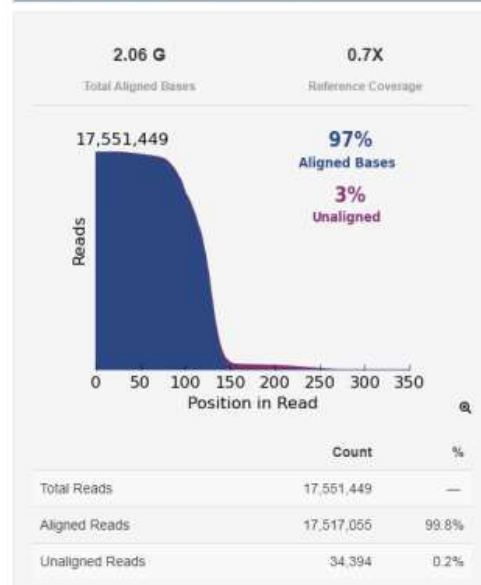 2.06 G 0.7X
Total Aligned Bases Reference Coverage
17,551,449
97%
Aligned Bases
3%
Unaligned
Reads
0 50 100 150 200 250 300 350
Position in Read
Count %
Total Reads 17,551,449 —
Aligned Reads 17,517,055 99.8%
Unaligned Reads 34,394 0.2%